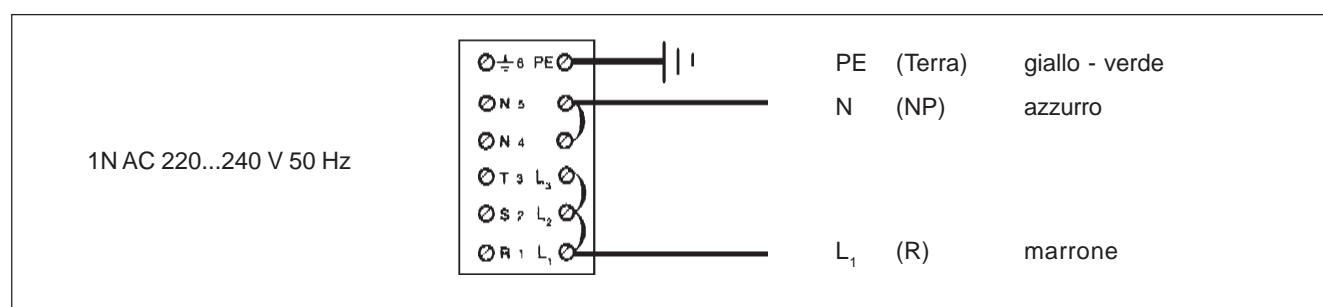 ⏚ 6 PE
PE (Terra) giallo - verde
N 5
N (NP) azzurro
N 4
1N AC 220...240 V 50 Hz
T 3 L3
S 2 L2
R 1 L1
L1 (R) marrone